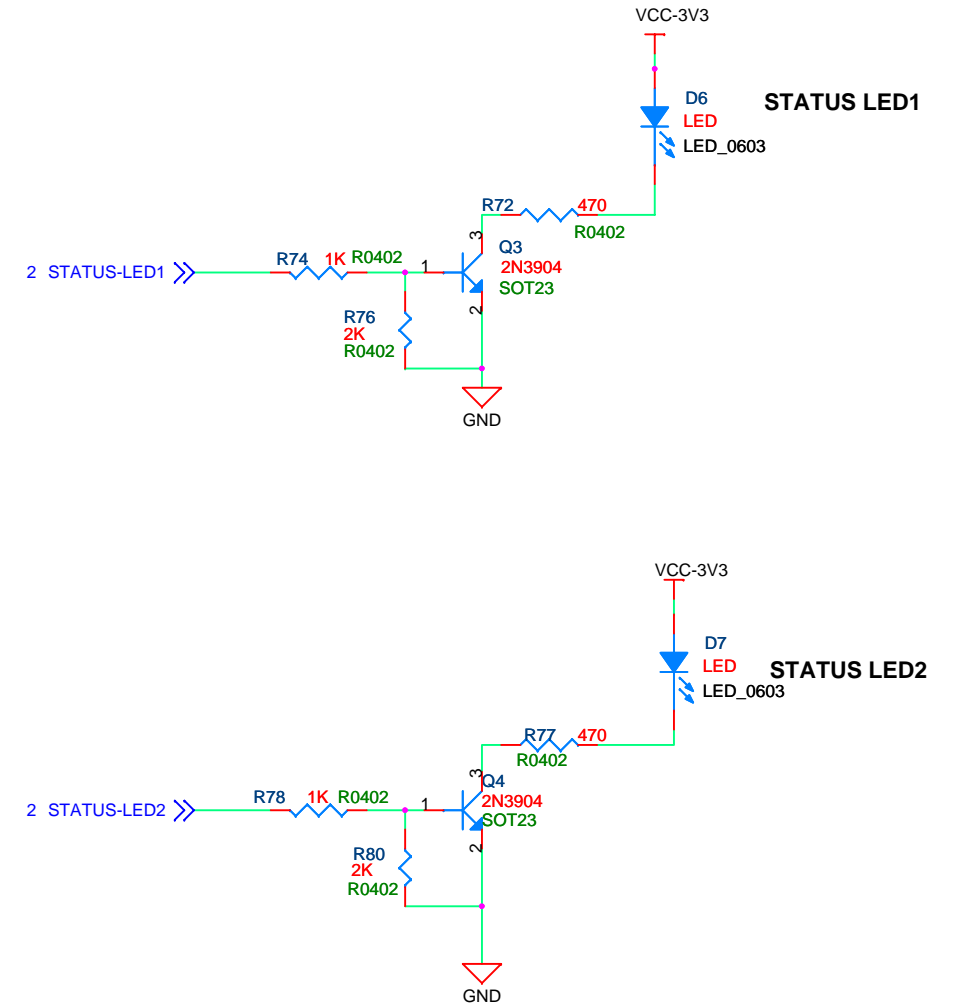 VCC-3V3
D6
STATUS LED1
LED
LED_0603
R72 470
R0402
3
Q3
R74 1K R0402
1
2N3904
2 STATUS-LED1
SOT23
2
R76
2K
R0402
GND
VCC-3V3
D7
LED
STATUS LED2
LED_0603
R77 470
R0402
3
Q4
R78 1K R0402
1
2N3904
2 STATUS-LED2
SOT23
2
R80
2K
R0402
GND